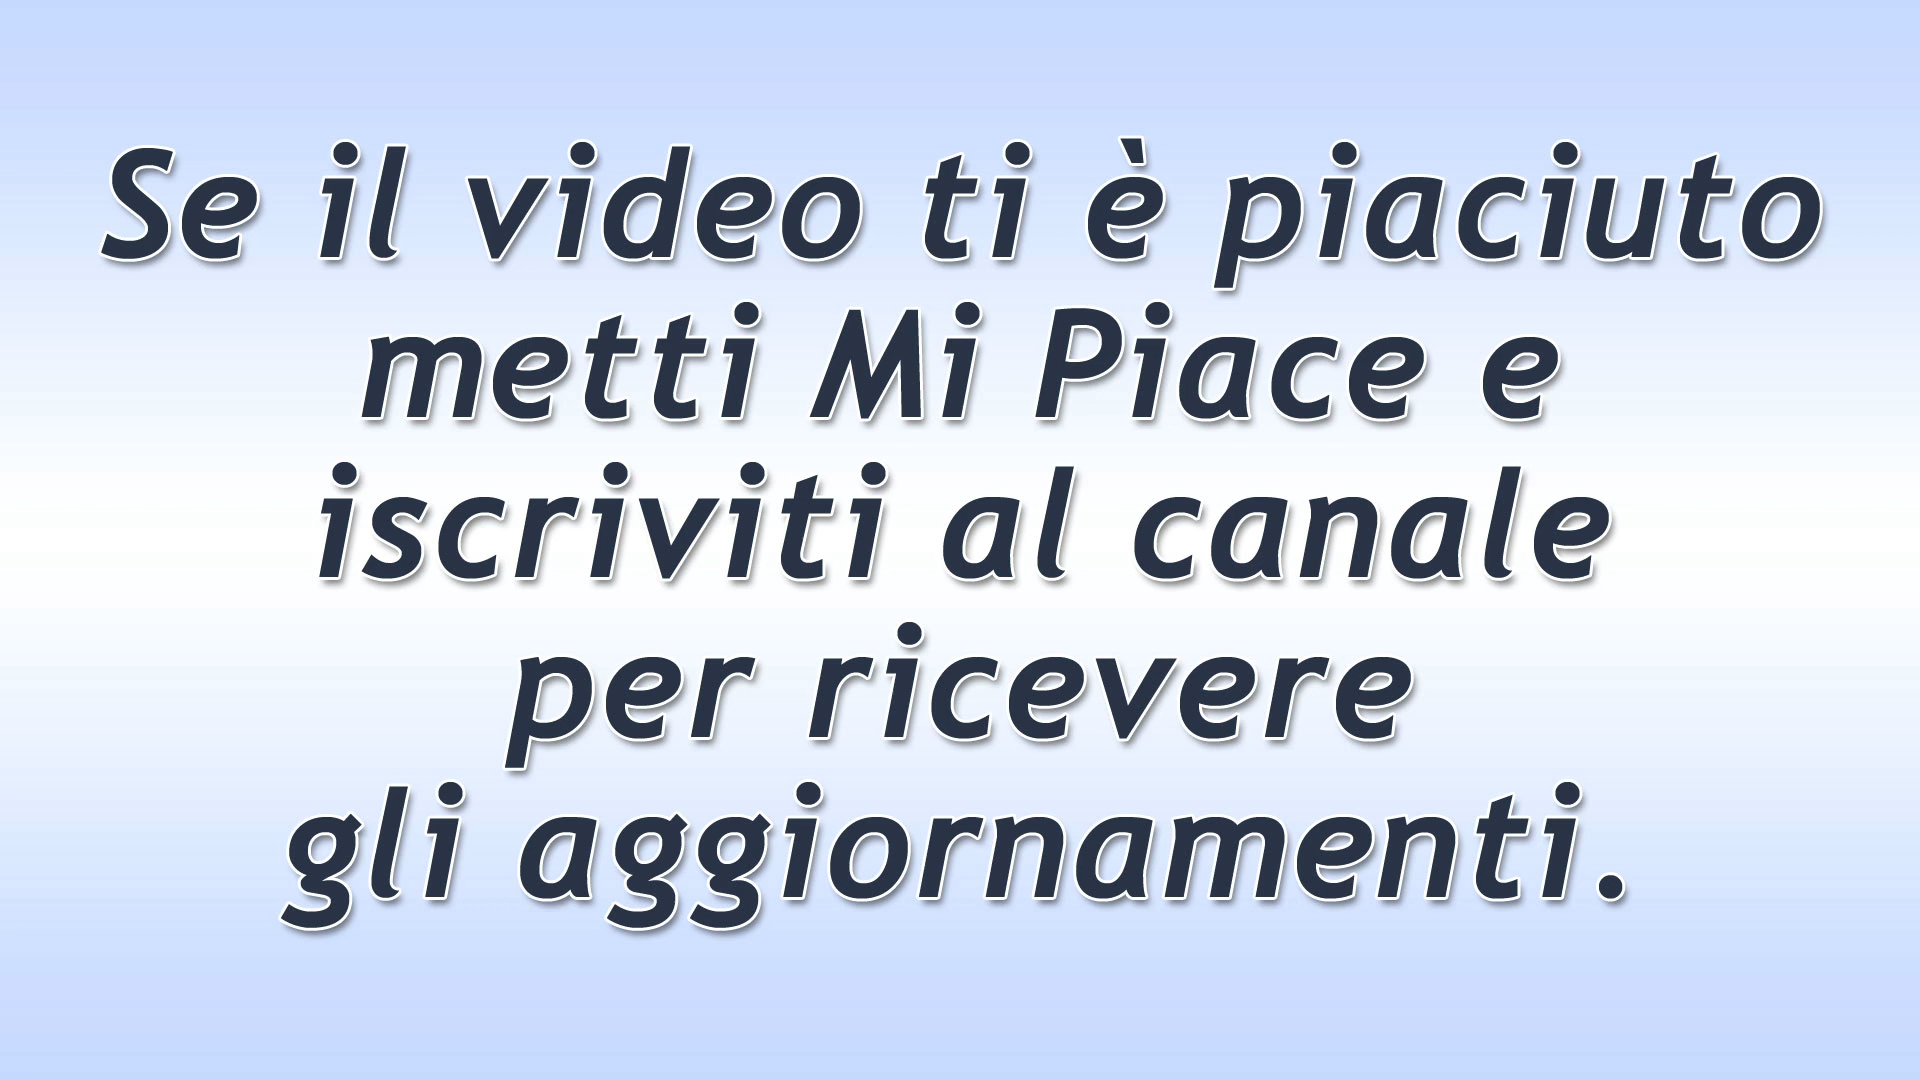 Se il video ti è piaciuto
metti Mi Piace e
iscriviti al canale
per ricevere
gli aggiornamenti.